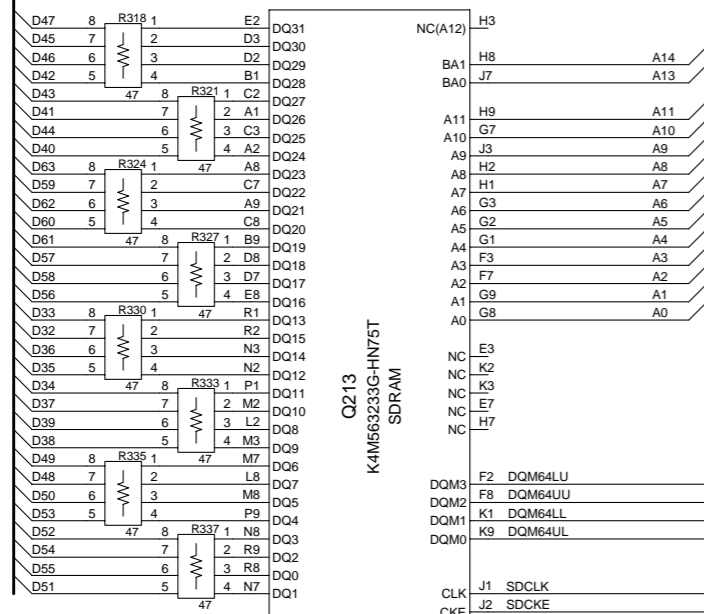 D47 8 R318 1 E2 DQ31 NC(A12) H3
D45 7 2 D3 DQ30
D46 6 3 D2 DQ29 BA1 H8 A14
D42 5 4 B1 DQ28 BA0 J7 A13
D43 47 8 R321 1 C2 DQ27
D41 7 2 A1 DQ26 A11 H9 A11
D44 6 3 C3 DQ25 A10 G7 A10
D40 5 4 A2 DQ24 A9 J3 A9
D63 8 R324 1 47 A8 DQ23 A8 H2 A8
D59 7 2 C7 DQ22 A7 H1 A7
D62 6 3 A9 DQ21 A6 G3 A6
D60 5 4 C8 DQ20 A5 G2 A5
D61 47 8 R327 1 B9 DQ19 A4 G1 A4
D57 7 2 D8 DQ18 A3 F3 A3
D58 6 3 D7 DQ17 A2 F7 A2
D56 5 4 E8 DQ16 A1 G9 A1
D33 8 R330 1 47 R1 DQ13 A0 G8 A0
D32 7 2 R2 DQ15
D36 6 3 N3 DQ14 NC E3
D35 5 4 N2 DQ12 NC K2
D34 47 8 R333 1 P1 DQ11 NC K3
D37 7 2 M2 DQ10 NC E7
D39 6 3 L2 DQ8 NC H7
D38 5 4 M3 DQ9
D49 8 R335 1 47 M7 DQ6
D48 7 2 L8 DQ7 DQM3 F2 DQM64LU
D50 6 3 M8 DQ5 DQM2 F8 DQM64UU
D53 5 4 P9 DQ4 DQM1 K1 DQM64LL
D52 47 8 R337 1 N8 DQ3 DQM0 K9 DQM64UL
D54 7 2 R9 DQ2
D55 6 3 R8 DQ0
D51 5 4 N7 DQ1 CLK J1 SDCLK
47 CKE J2 SDCKE
Q213
K4M563233G-HN75T
SDRAM